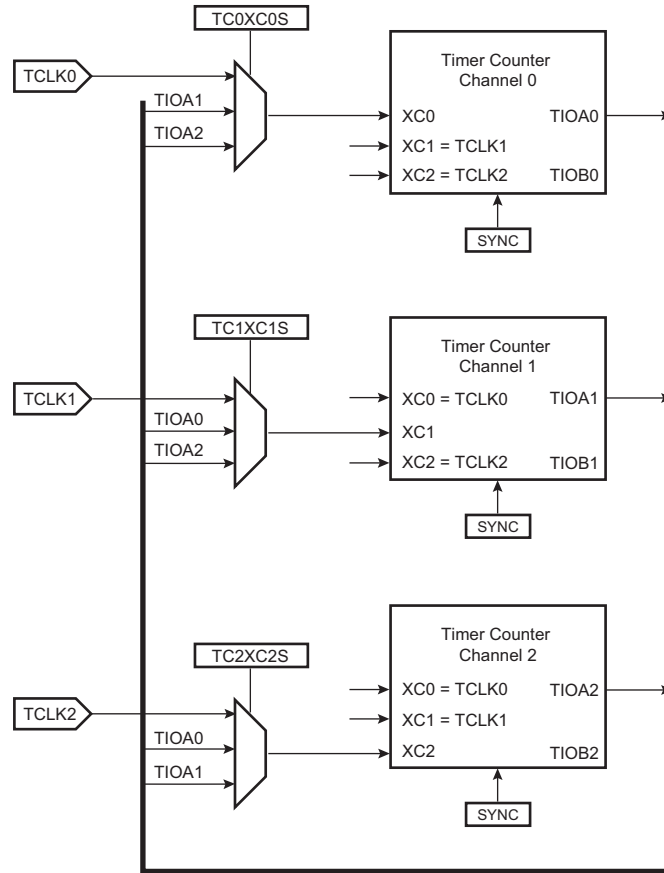 TC0XC0S
TCLK0
TIOA1
TIOA2
Timer Counter
Channel 0
XC0
TIOA0
XC1 = TCLK1
XC2 = TCLK2
TIOB0
SYNC
TC1XC1S
TCLK1
TIOA0
TIOA2
Timer Counter
Channel 1
XC0 = TCLK0
TIOA1
XC1
XC2 = TCLK2
TIOB1
SYNC
TC2XC2S
TCLK2
TIOA0
TIOA1
Timer Counter
Channel 2
XC0 = TCLK0
TIOA2
XC1 = TCLK1
XC2
TIOB2
SYNC